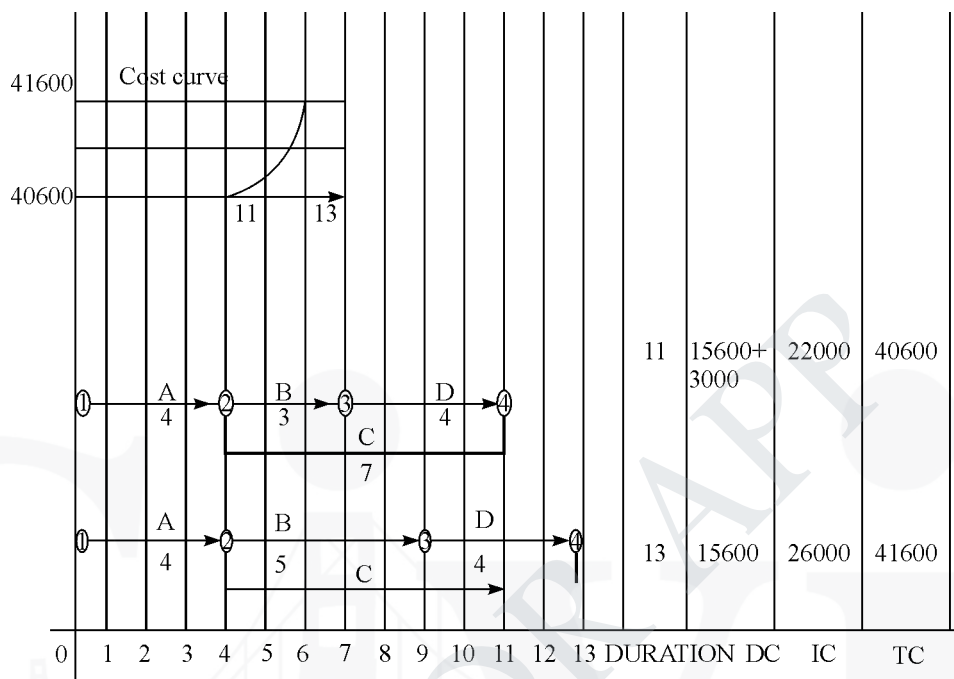 41600 Cost curve
40600
11 13
11 15600+ 22000 40600
3000
1 A 2 B 3 D 4
4 3 4
C
7
1 A 2 B 3 D 4
4 5 4
C
13 15600 26000 41600
0 1 2 3 4 5 6 7 8 9 10 11 12 13 DURATION DC IC TC
OR APP